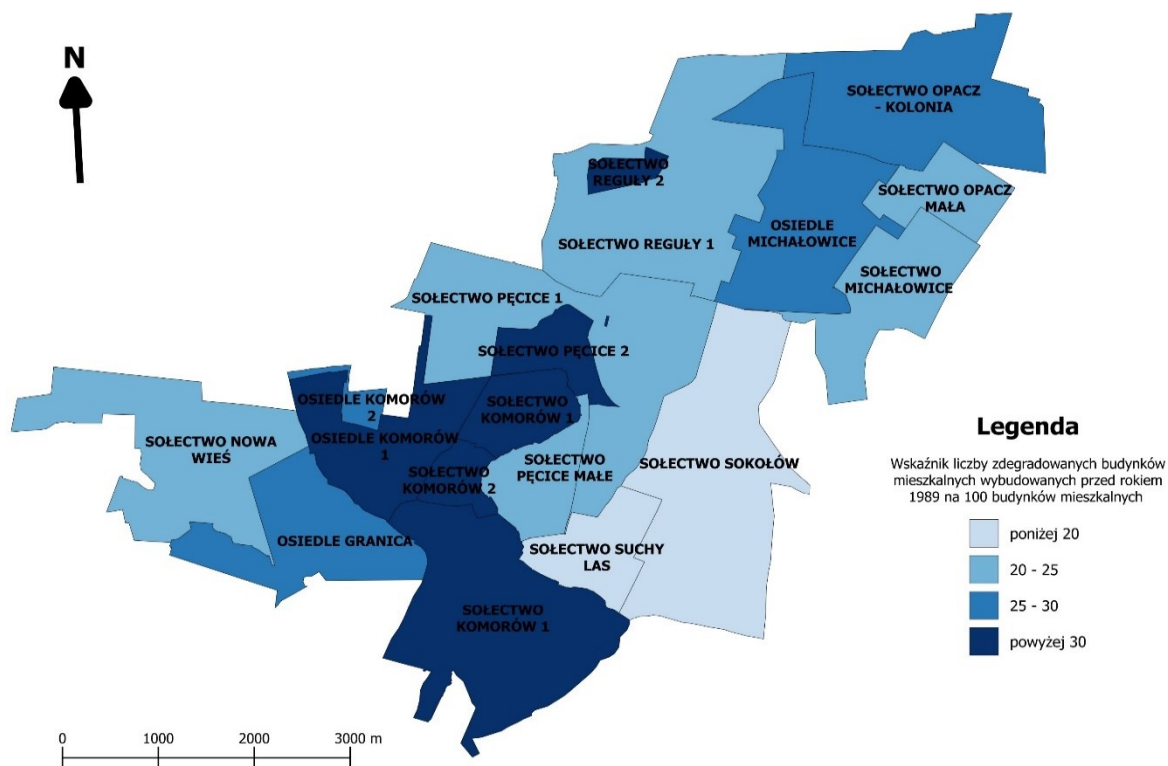 N
SOŁECTWO OPACZ
- KOLONIA
SOŁECTWO
REGUŁY 2
SOŁECTWO OPACZ
MAŁA
OSIEDLE
MICHAŁOWICE
SOŁECTWO REGUŁY 1
SOŁECTWO
MICHAŁOWICE
SOŁECTWO PĘCICE 1
SOŁECTWO PĘCICE 2
OSIEDLE KOMORÓW
2
SOŁECTWO
KOMORÓW 1
SOŁECTWO NOWA
WIEŚ
OSIEDLE KOMORÓW
1
SOŁECTWO
KOMORÓW 2
SOŁECTWO
PĘCICE MAŁE
SOŁECTWO SOKOŁÓW
OSIEDLE GRANICA
SOŁECTWO SUCHY
LAS
SOŁECTWO
KOMORÓW 1
Legenda
Wskaźnik liczby zdegradowanych budynków
mieszkalnych wybudowanych przed rokiem
1989 na 100 budynków mieszkalnych
poniżej 20
20 - 25
25 - 30
powyżej 30
0 1000 2000 3000 m